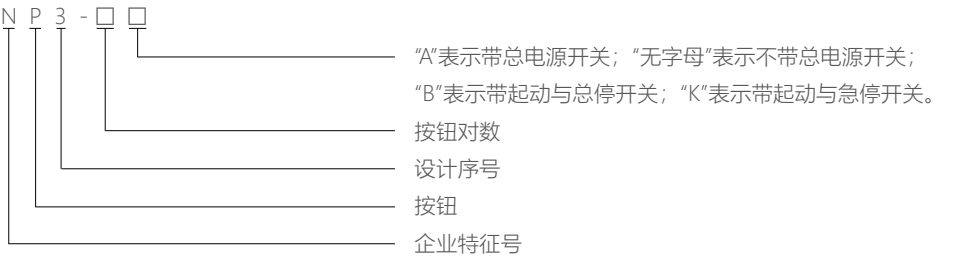 N P 3 - □ □
“A”表示带总电源开关；“无字母”表示不带总电源开关；
“B”表示带起动与总停开关；“K”表示带起动与急停开关。
按钮对数
设计序号
按钮
企业特征号